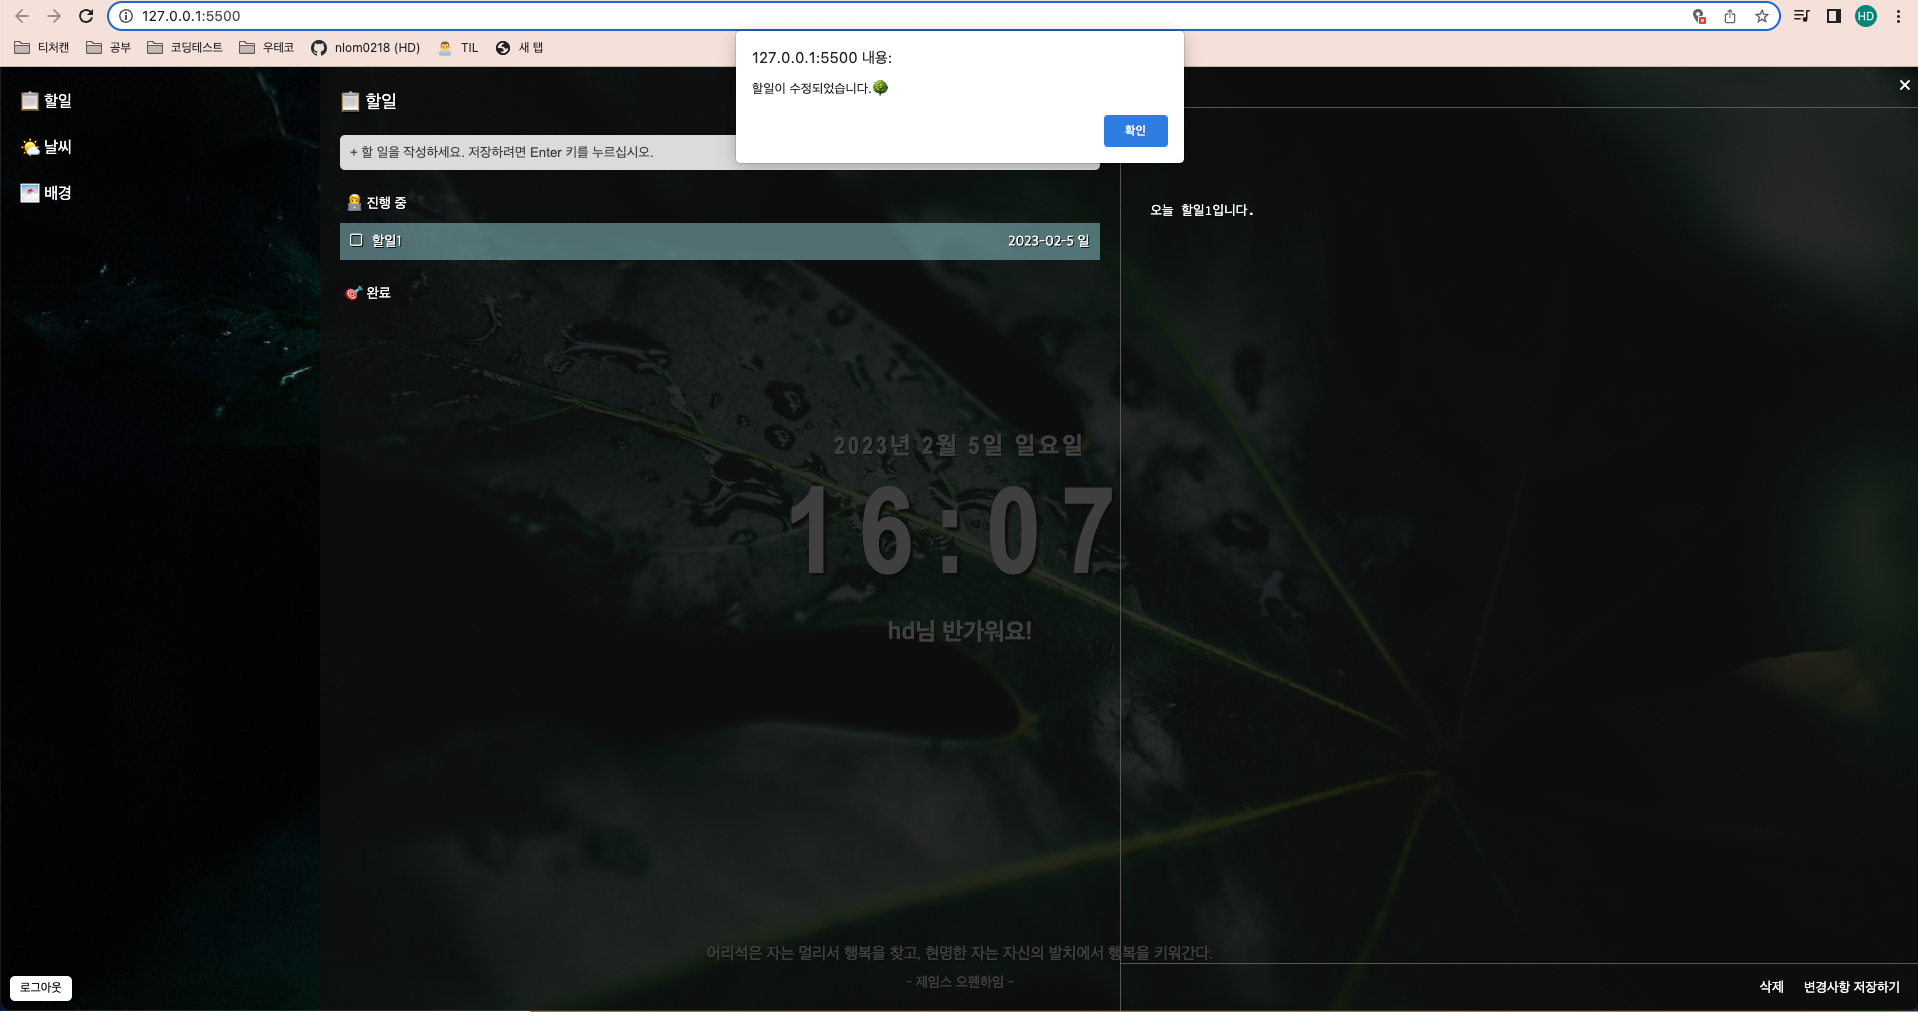 127.0.0.1:5500
HD
티처캔
공부
코딩테스트
우테코
nlom0218 (HD)
TIL
새 탭
127.0.0.1:5500 내용:
할일이 수정되었습니다.🌳
확인
📋 할일
🌤 날씨
배경
📋 할일
+ 할 일을 작성하세요. 저장하려면 Enter 키를 누르십시오.
진행 중
할일1
2023-02-5 일
🎯 완료
오늘 할일1입니다.
2023년 2월 5일 일요일
16:07
hd님 반가워요!
어리석은 자는 멀리서 행복을 찾고, 현명한 자는 자신의 발치에서 행복을 키워간다.
- 제임스 오펜하임 -
로그아웃
삭제
변경사항 저장하기